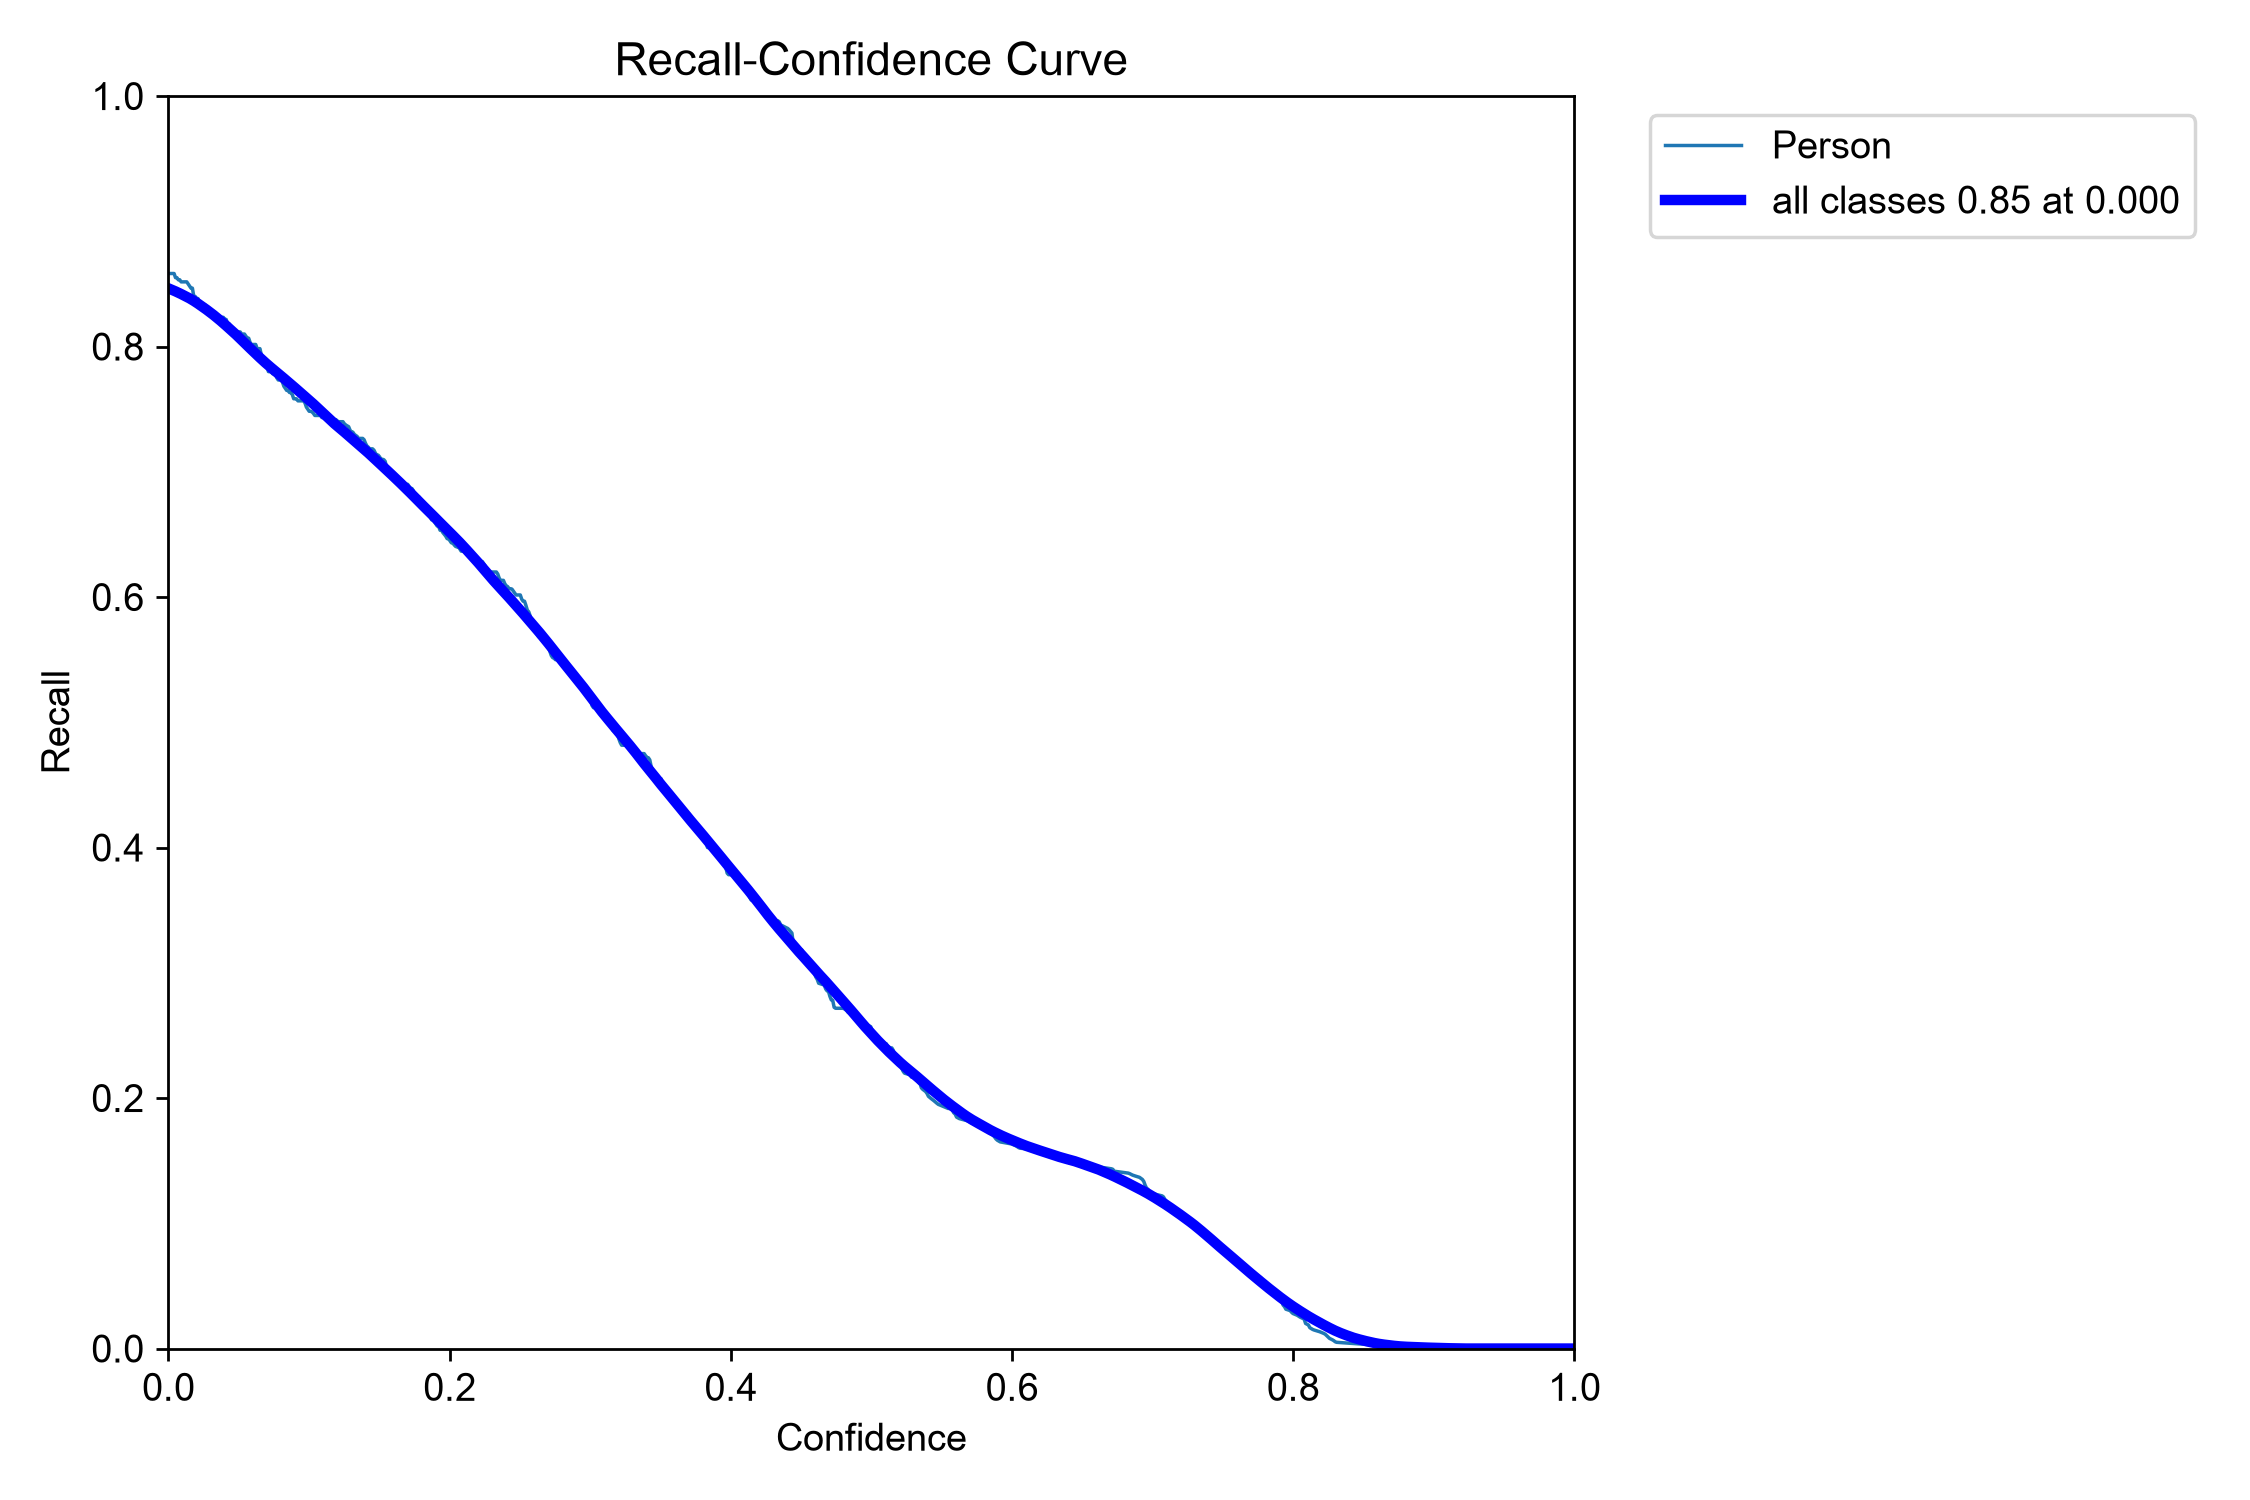 Recall-Confidence Curve
1.0
0.8
0.6
0.4
0.2
0.0
Recall
0.0 0.2 0.4 0.6 0.8 1.0
Confidence
Person
all classes 0.85 at 0.000